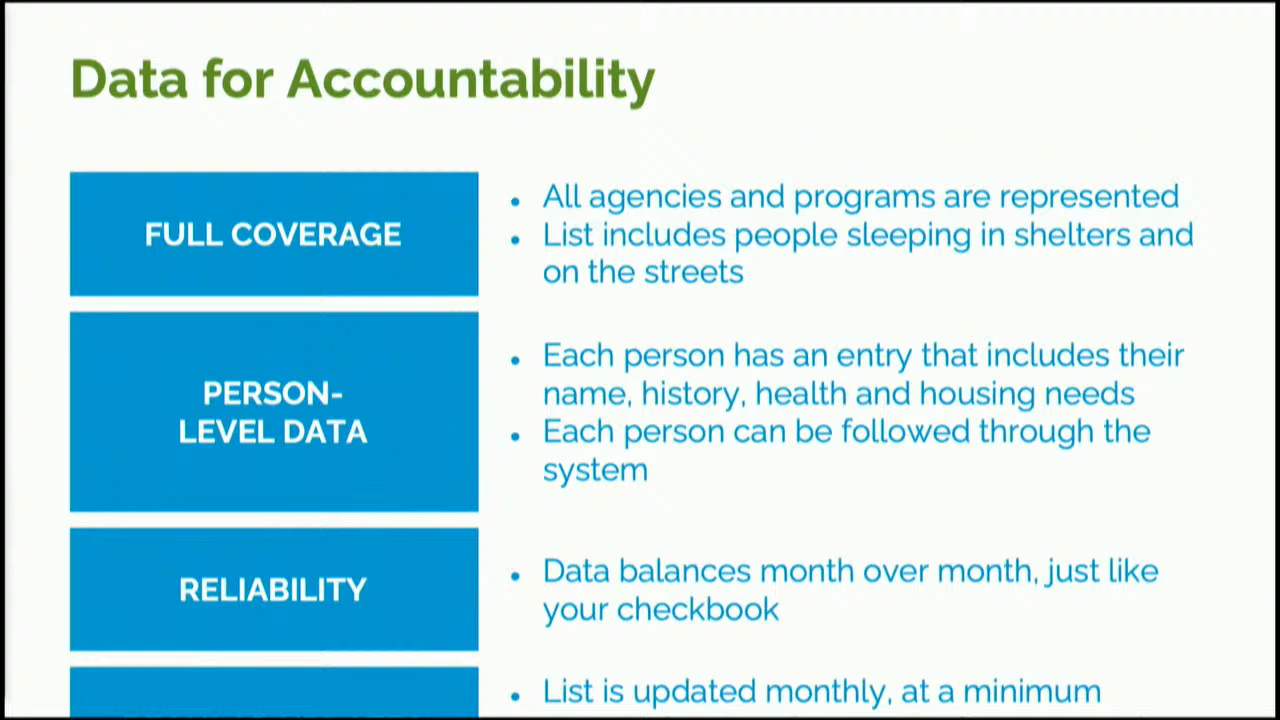 Data for Accountability
FULL COVERAGE
• All agencies and programs are represented
• List includes people sleeping in shelters and
on the streets
PERSON-
LEVEL DATA
• Each person has an entry that includes their
name, history, health and housing needs
• Each person can be followed through the
system
RELIABILITY
• Data balances month over month, just like
your checkbook
• List is updated monthly, at a minimum